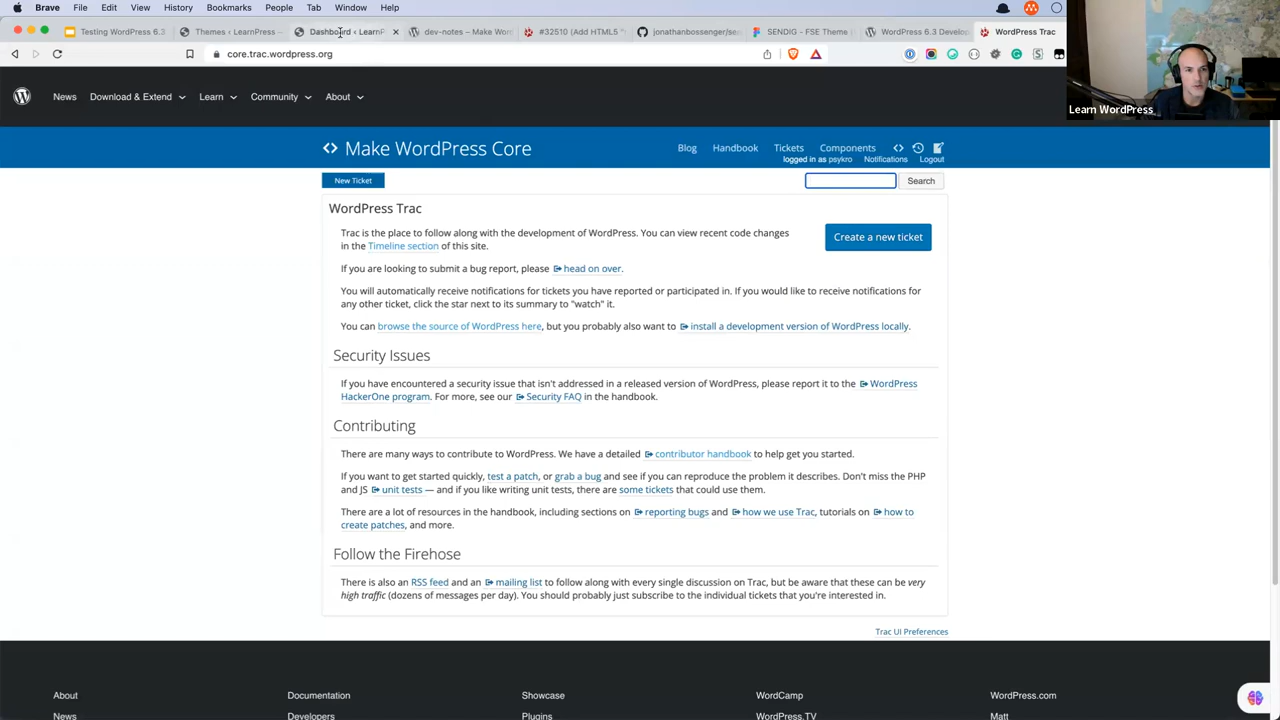 Brave File Edit View History Bookmarks People Tab Window Help
Testing WordPress 6.3
Themes ‹ LearnPress
Dashboard ‹ LearnP
dev-notes – Make Wor
#32510 (Add HTML5 "
jonathanbossenger/se
SENDIG - FSE Theme
WordPress 6.3 Develop
WordPress Trac
core.trac.wordpress.org
Learn WordPress
News Download & Extend Learn Community About
Make WordPress Core
Blog Handbook Tickets Components
logged in as psykro Notifications Logout
New Ticket
Search
WordPress Trac
Trac is the place to follow along with the development of WordPress. You can view recent code changes
in the Timeline section of this site.
Create a new ticket
If you are looking to submit a bug report, please head on over.
You will automatically receive notifications for tickets you have reported or participated in. If you would like to receive notifications for
any other ticket, click the star next to its summary to "watch" it.
You can browse the source of WordPress here, but you probably also want to install a development version of WordPress locally.
Security Issues
If you have encountered a security issue that isn't addressed in a released version of WordPress, please report it to the WordPress
HackerOne program. For more, see our Security FAQ in the handbook.
Contributing
There are many ways to contribute to WordPress. We have a detailed contributor handbook to help get you started.
If you want to get started quickly, test a patch, or grab a bug and see if you can reproduce the problem it describes. Don't miss the PHP
and JS unit tests — and if you like writing unit tests, there are some tickets that could use them.
There are a lot of resources in the handbook, including sections on reporting bugs and how we use Trac, tutorials on how to
create patches, and more.
Follow the Firehose
There is also an RSS feed and an mailing list to follow along with every single discussion on Trac, but be aware that these can be very
high traffic (dozens of messages per day). You should probably just subscribe to the individual tickets that you're interested in.
Trac UI Preferences
About Documentation Showcase WordCamp WordPress.com
News Developers Plugins WordPress.TV Matt